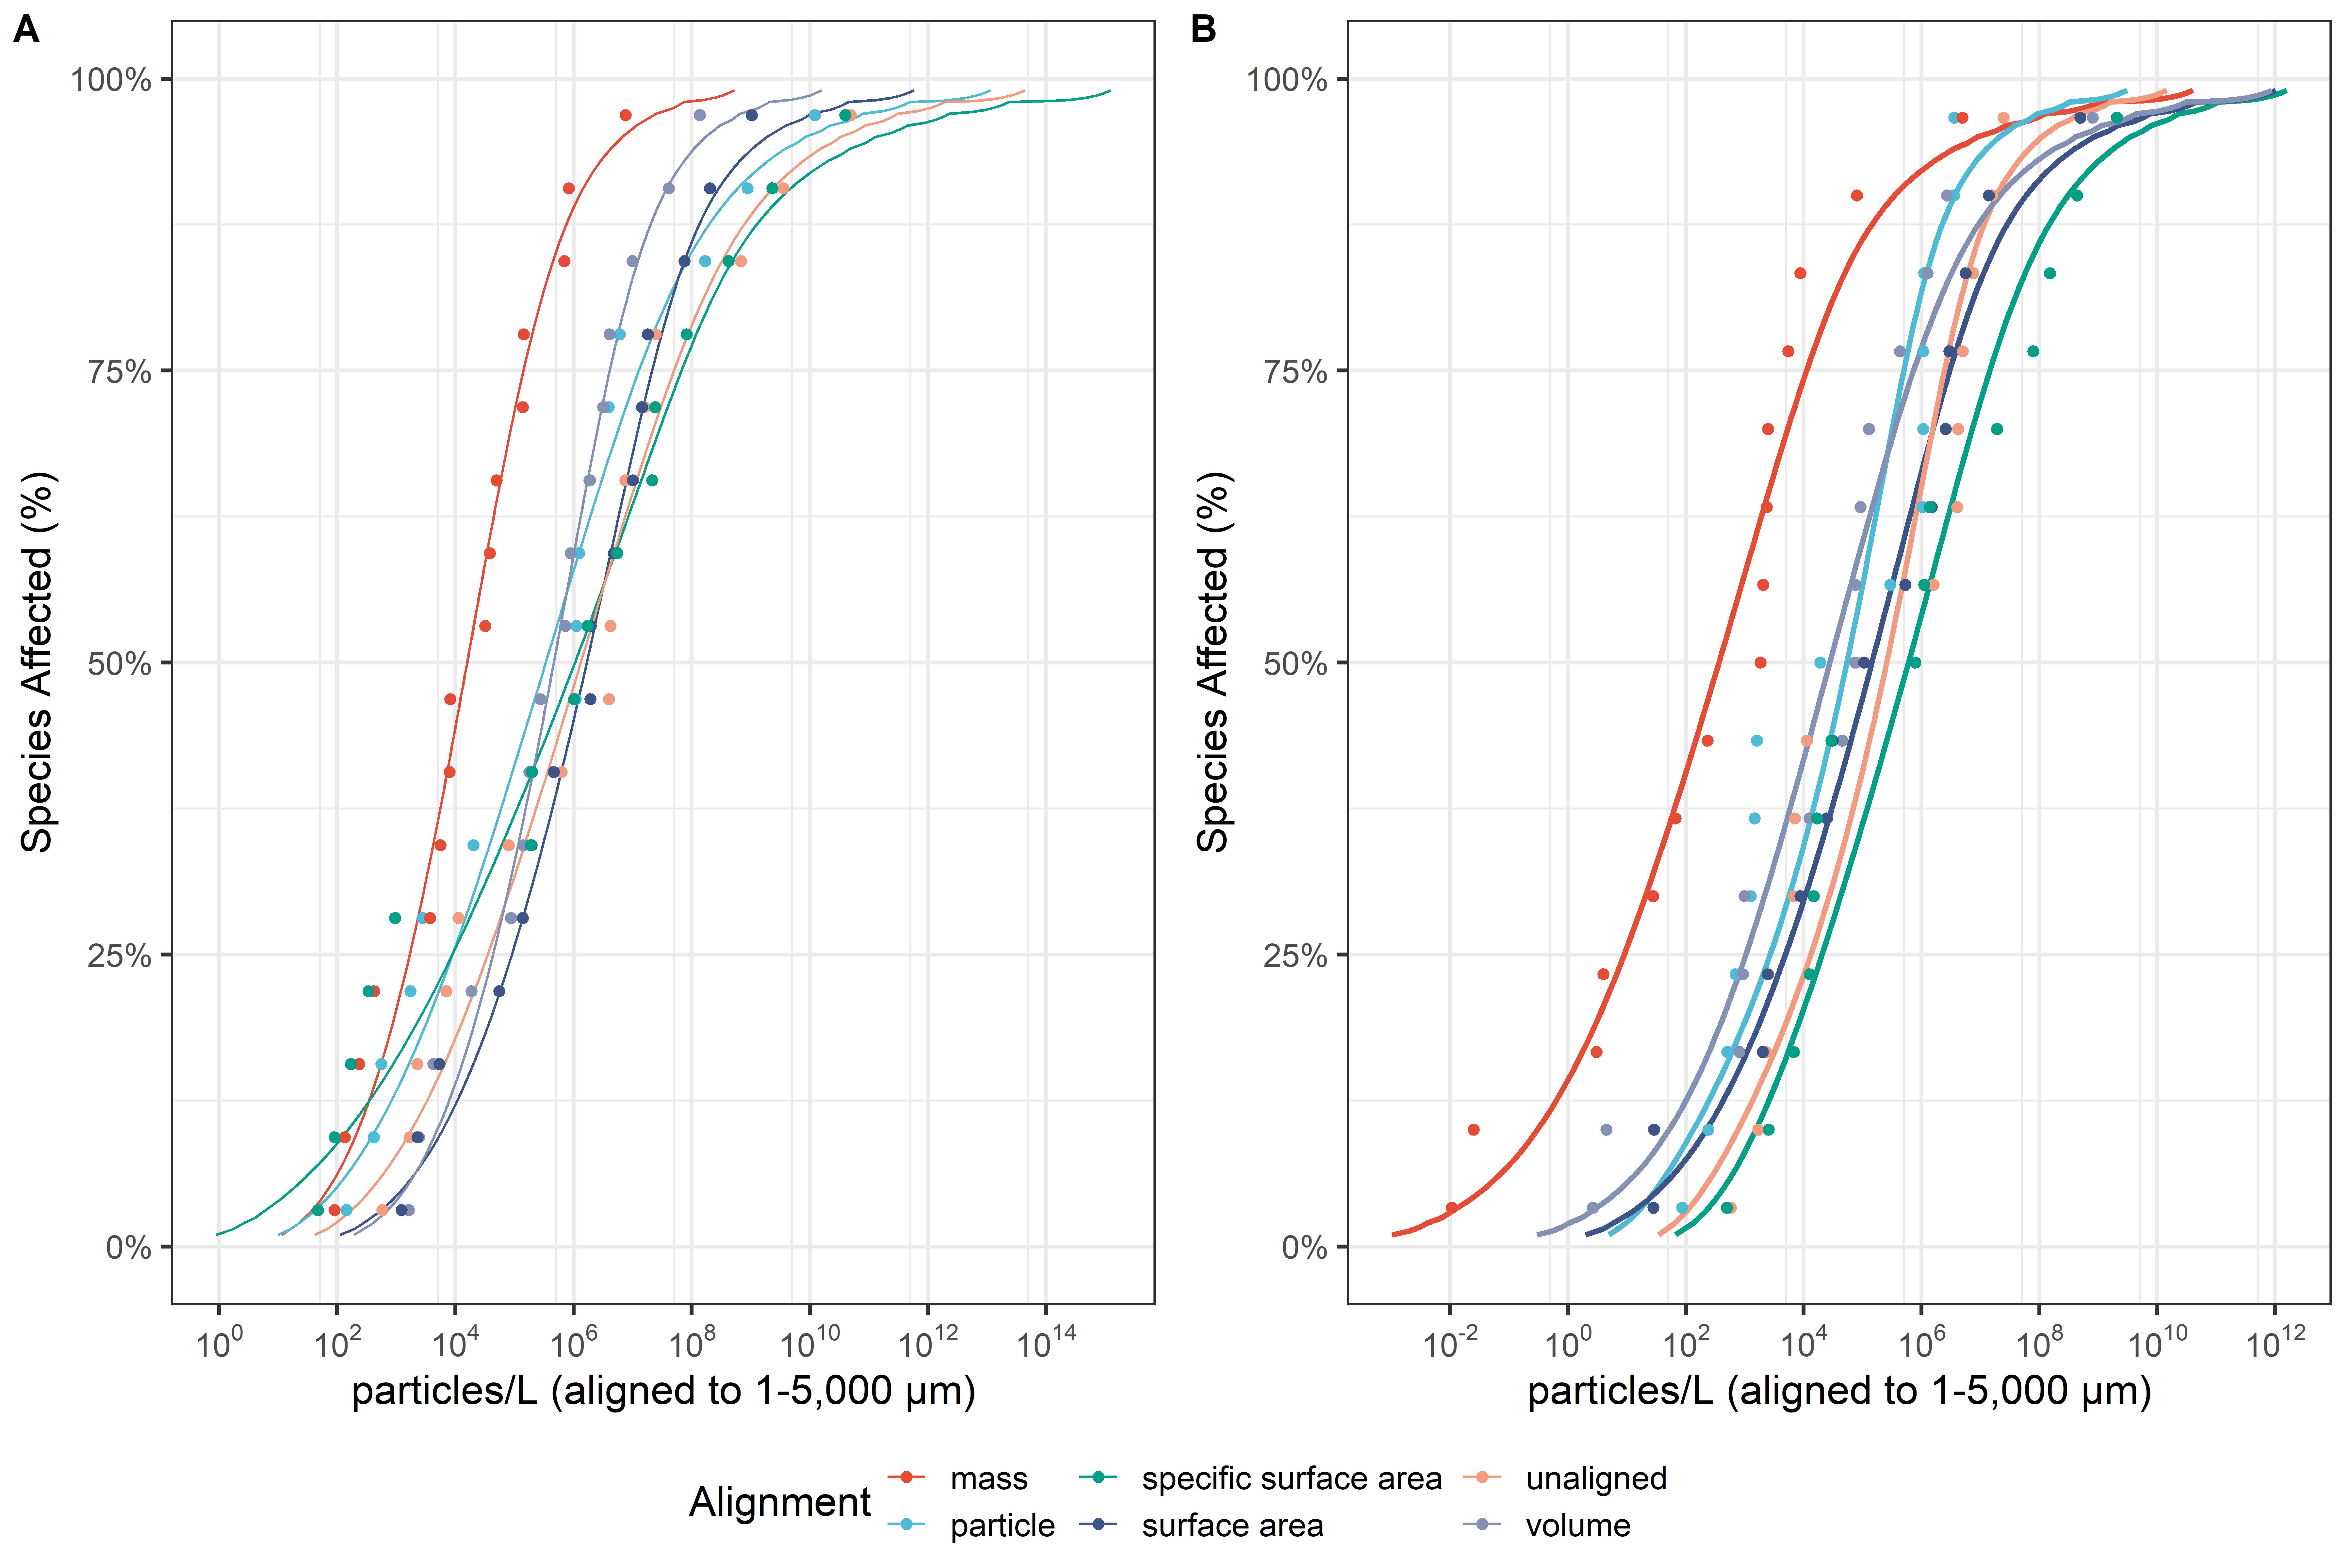 A
B
100%
75%
50%
25%
0%
Species Affected (%)
10^0 10^2 10^4 10^6 10^8 10^10 10^12 10^14
particles/L (aligned to 1-5,000 µm)
100%
75%
50%
25%
0%
Species Affected (%)
10^-2 10^0 10^2 10^4 10^6 10^8 10^10 10^12
particles/L (aligned to 1-5,000 µm)
Alignment
mass specific surface area unaligned
particle surface area volume